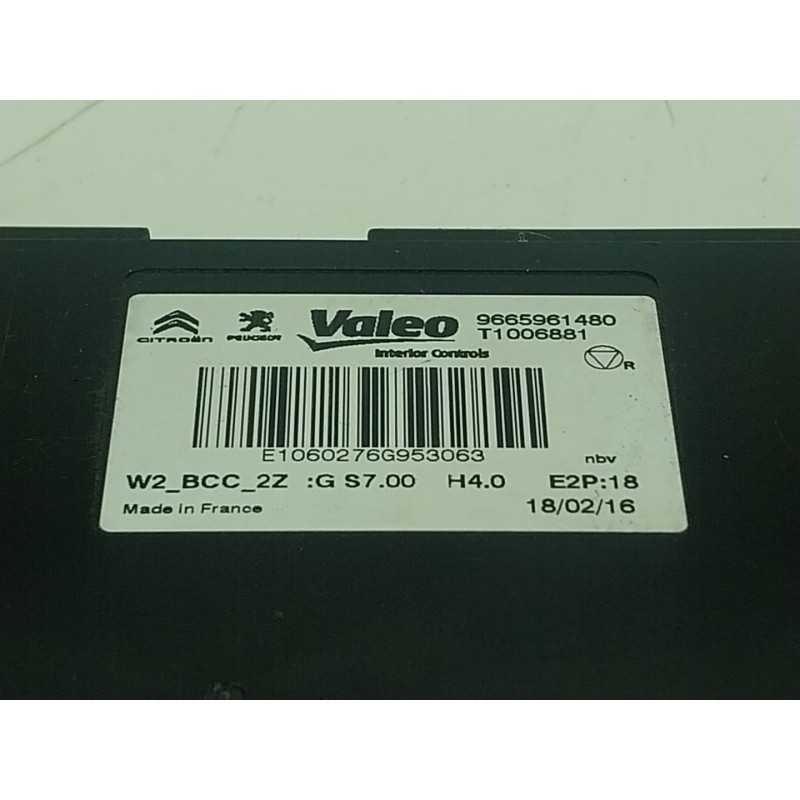 CITROËN PEUGEOT Valeo 9665961480
T1006881
Interior Controls
R
E1060276G953063
nbv
W2_BCC_2Z :G S7.00 H4.0 E2P:18
Made in France 18/02/16